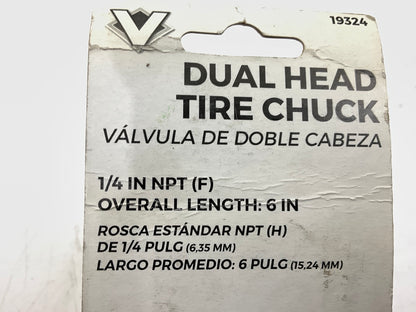 V
19324
DUAL HEAD
TIRE CHUCK
VÁLVULA DE DOBLE CABEZA
1/4 IN NPT (F)
OVERALL LENGTH: 6 IN
ROSCA ESTÁNDAR NPT (H)
DE 1/4 PULG (6,35 MM)
LARGO PROMEDIO: 6 PULG (15,24 MM)